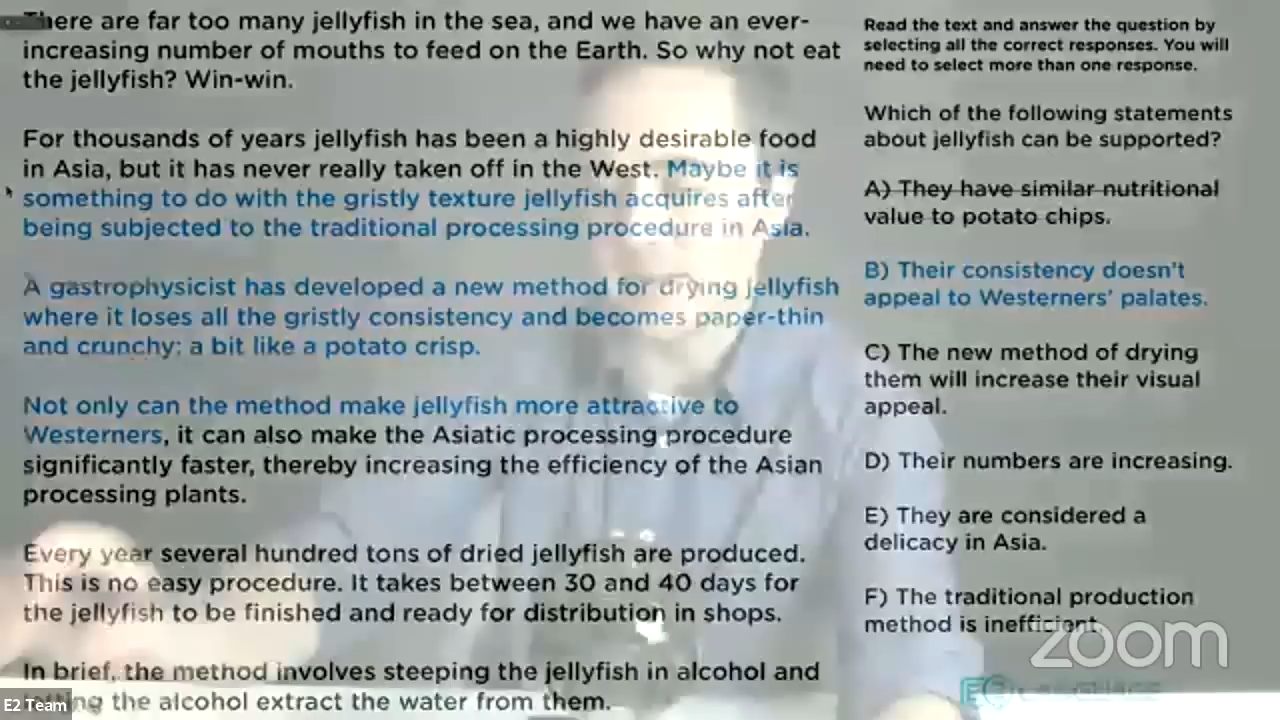 There are far too many jellyfish in the sea, and we have an ever-
increasing number of mouths to feed on the Earth. So why not eat
the jellyfish? Win-win.
For thousands of years jellyfish has been a highly desirable food
in Asia, but it has never really taken off in the West. Maybe it is
something to do with the gristly texture jellyfish acquires after
being subjected to the traditional processing procedure in Asia.
A gastrophysicist has developed a new method for drying jellyfish
where it loses all the gristly consistency and becomes paper-thin
and crunchy: a bit like a potato crisp.
Not only can the method make jellyfish more attractive to
Westerners, it can also make the Asiatic processing procedure
significantly faster, thereby increasing the efficiency of the Asian
processing plants.
Every year several hundred tons of dried jellyfish are produced.
This is no easy procedure. It takes between 30 and 40 days for
the jellyfish to be finished and ready for distribution in shops.
In brief, the method involves steeping the jellyfish in alcohol and
the alcohol extract the water from them.
Read the text and answer the question by
selecting all the correct responses. You will
need to select more than one response.
Which of the following statements
about jellyfish can be supported?
A) They have similar nutritional
value to potato chips.
B) Their consistency doesn't
appeal to Westerners' palates.
C) The new method of drying
them will increase their visual
appeal.
D) Their numbers are increasing.
E) They are considered a
delicacy in Asia.
F) The traditional production
method is inefficient.
zoom
E2 LANGUAGE
E2 Team